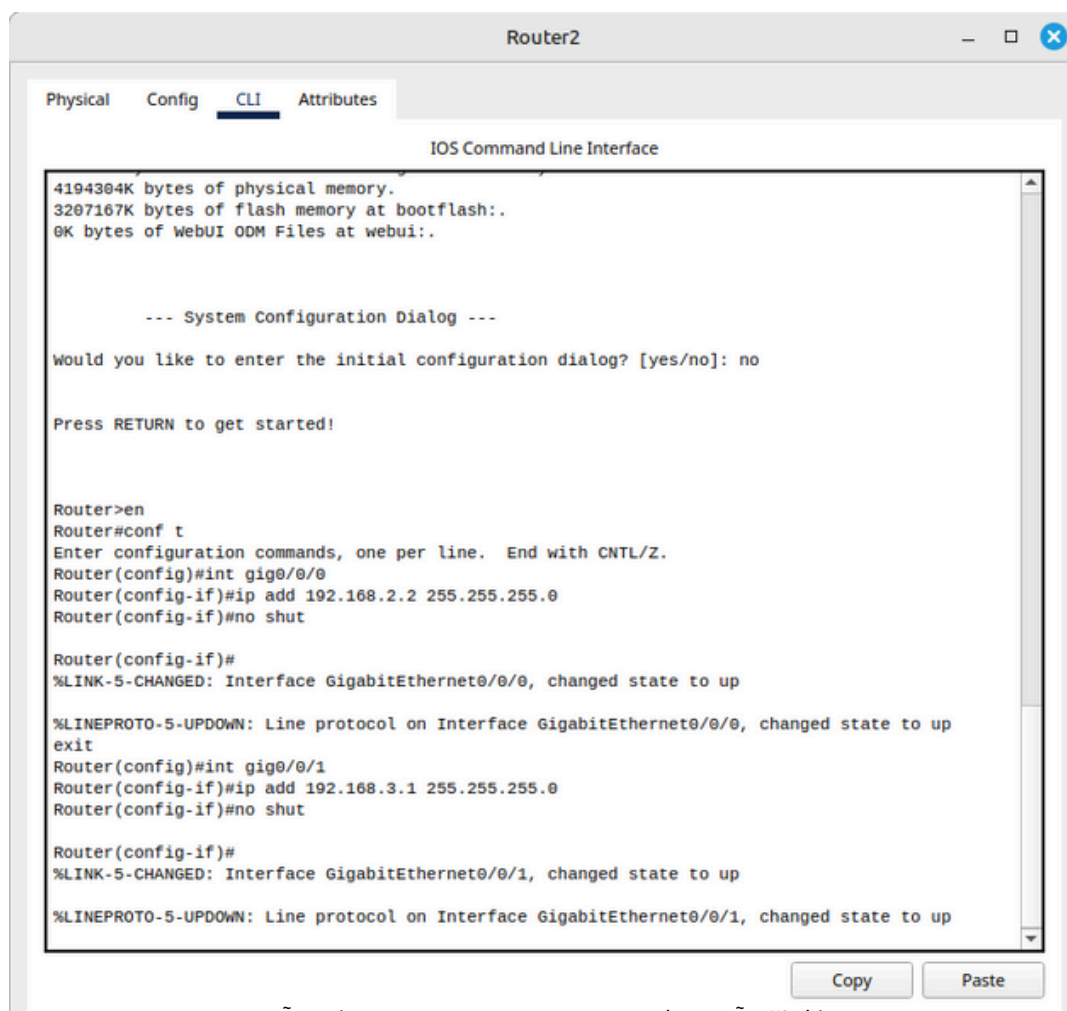 Router2
Physical Config CLI Attributes
IOS Command Line Interface
4194304K bytes of physical memory.
3207167K bytes of flash memory at bootflash:.
0K bytes of WebUI ODM Files at webui:.
--- System Configuration Dialog ---
Would you like to enter the initial configuration dialog? [yes/no]: no
Press RETURN to get started!
Router>en
Router#conf t
Enter configuration commands, one per line. End with CNTL/Z.
Router(config)#int gig0/0/0
Router(config-if)#ip add 192.168.2.2 255.255.255.0
Router(config-if)#no shut
Router(config-if)#
%LINK-5-CHANGED: Interface GigabitEthernet0/0/0, changed state to up
%LINEPROTO-5-UPDOWN: Line protocol on Interface GigabitEthernet0/0/0, changed state to up
exit
Router(config)#int gig0/0/1
Router(config-if)#ip add 192.168.3.1 255.255.255.0
Router(config-if)#no shut
Router(config-if)#
%LINK-5-CHANGED: Interface GigabitEthernet0/0/1, changed state to up
%LINEPROTO-5-UPDOWN: Line protocol on Interface GigabitEthernet0/0/1, changed state to up
Copy Paste